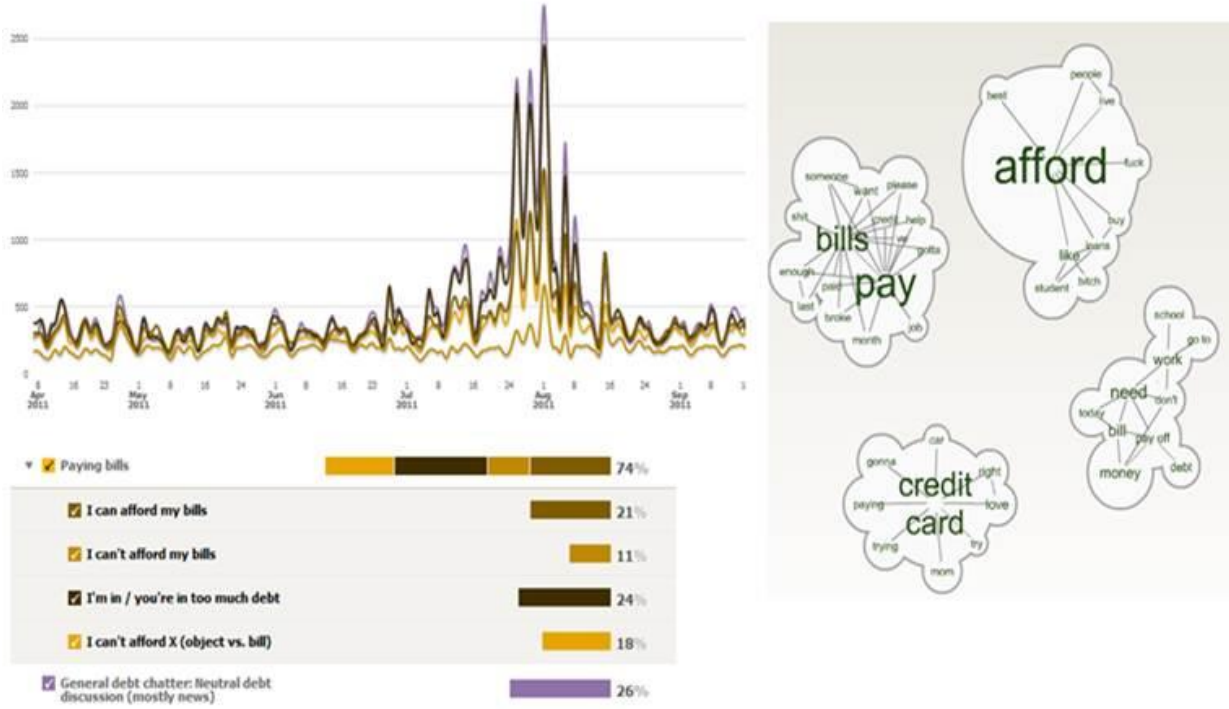 2500
2000
1500
1000
500
0
8 16 23 1 8 16 24 1 8 16 23 1 8 16 24 1 8 16 24 1 8 1
Apr 2011 May 2011 Jun 2011 Jul 2011 Aug 2011 Sep 2011
Paying bills 74%
I can afford my bills 21%
I can't afford my bills 11%
I'm in / you're in too much debt 24%
I can't afford X (object vs. bill) 18%
General debt chatter: Neutral debt
discussion (mostly news) 26%
people
best
live
afford
fuck
buy
loans
like
student bitch
someone
want please
shit
credit help
bills
gotta
enough
paid pay
last
broke
job
month
school
go to
work
need
don't
today
bill
pay off
money debt
car
gonna
right
credit
paying love
card
trying try
mom